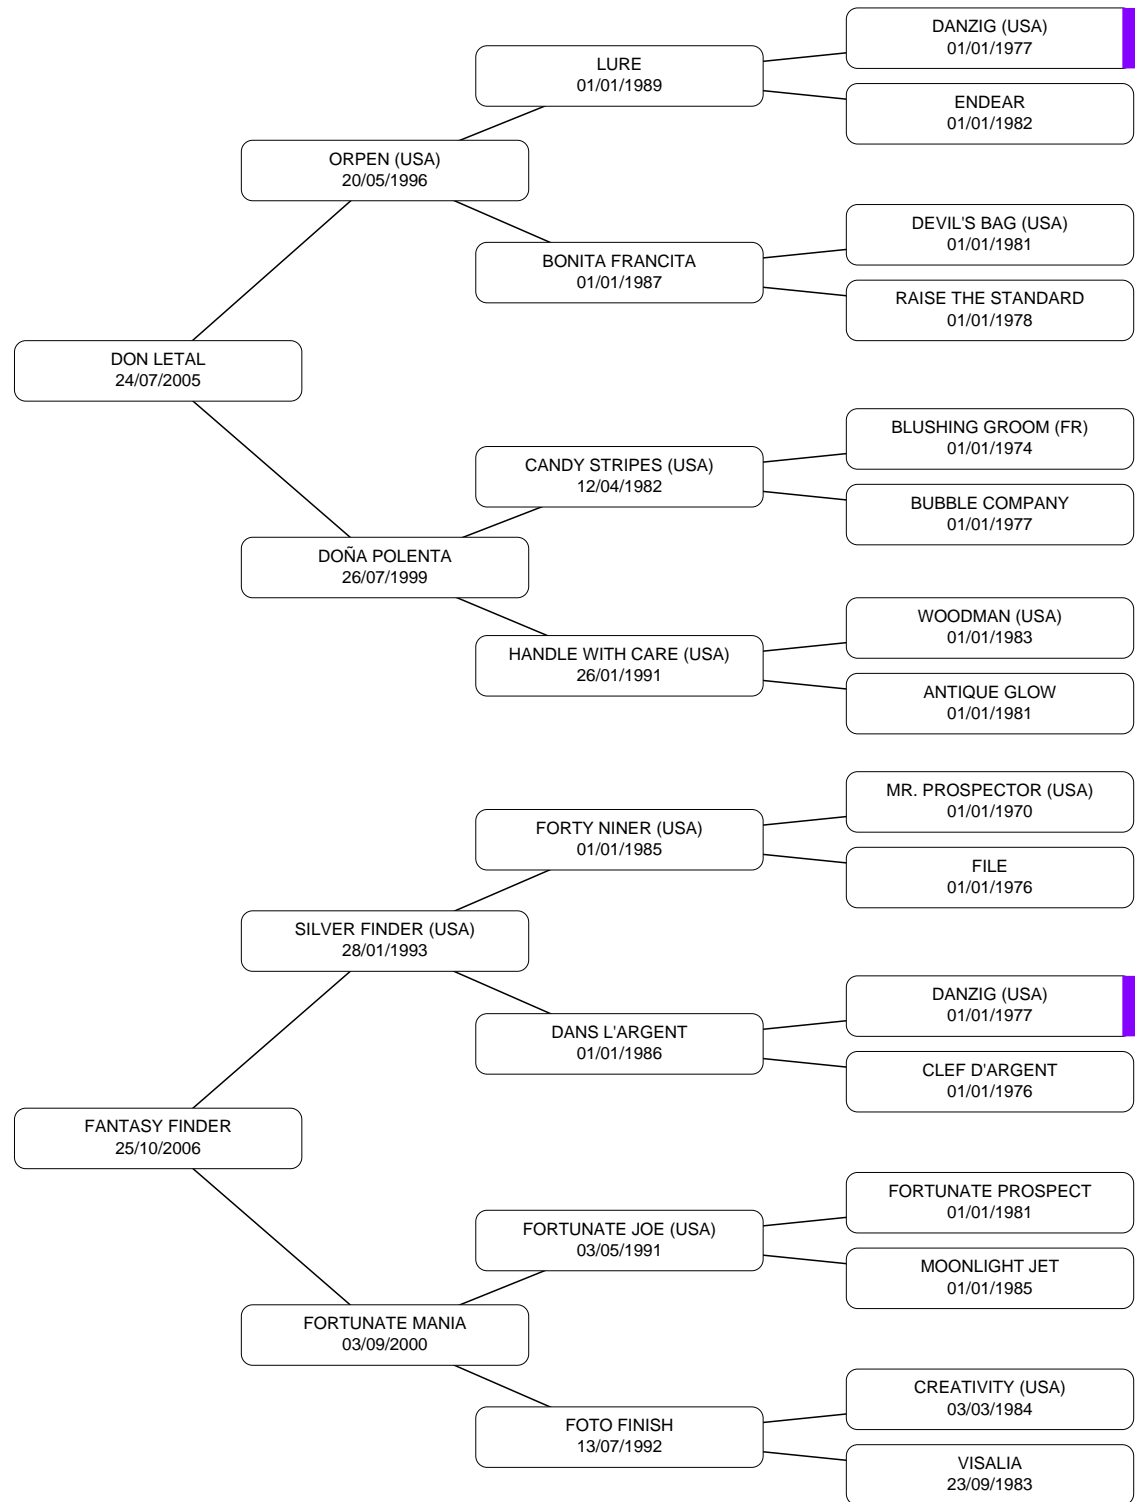 DANZIG (USA)
01/01/1977
LURE
01/01/1989
ENDEAR
01/01/1982
ORPEN (USA)
20/05/1996
DEVIL'S BAG (USA)
01/01/1981
BONITA FRANCITA
01/01/1987
RAISE THE STANDARD
01/01/1978
DON LETAL
24/07/2005
BLUSHING GROOM (FR)
01/01/1974
CANDY STRIPES (USA)
12/04/1982
BUBBLE COMPANY
01/01/1977
DOÑA POLENTA
26/07/1999
WOODMAN (USA)
01/01/1983
HANDLE WITH CARE (USA)
26/01/1991
ANTIQUE GLOW
01/01/1981
MR. PROSPECTOR (USA)
01/01/1970
FORTY NINER (USA)
01/01/1985
FILE
01/01/1976
SILVER FINDER (USA)
28/01/1993
DANZIG (USA)
01/01/1977
DANS L'ARGENT
01/01/1986
CLEF D'ARGENT
01/01/1976
FANTASY FINDER
25/10/2006
FORTUNATE PROSPECT
01/01/1981
FORTUNATE JOE (USA)
03/05/1991
MOONLIGHT JET
01/01/1985
FORTUNATE MANIA
03/09/2000
CREATIVITY (USA)
03/03/1984
FOTO FINISH
13/07/1992
VISALIA
23/09/1983